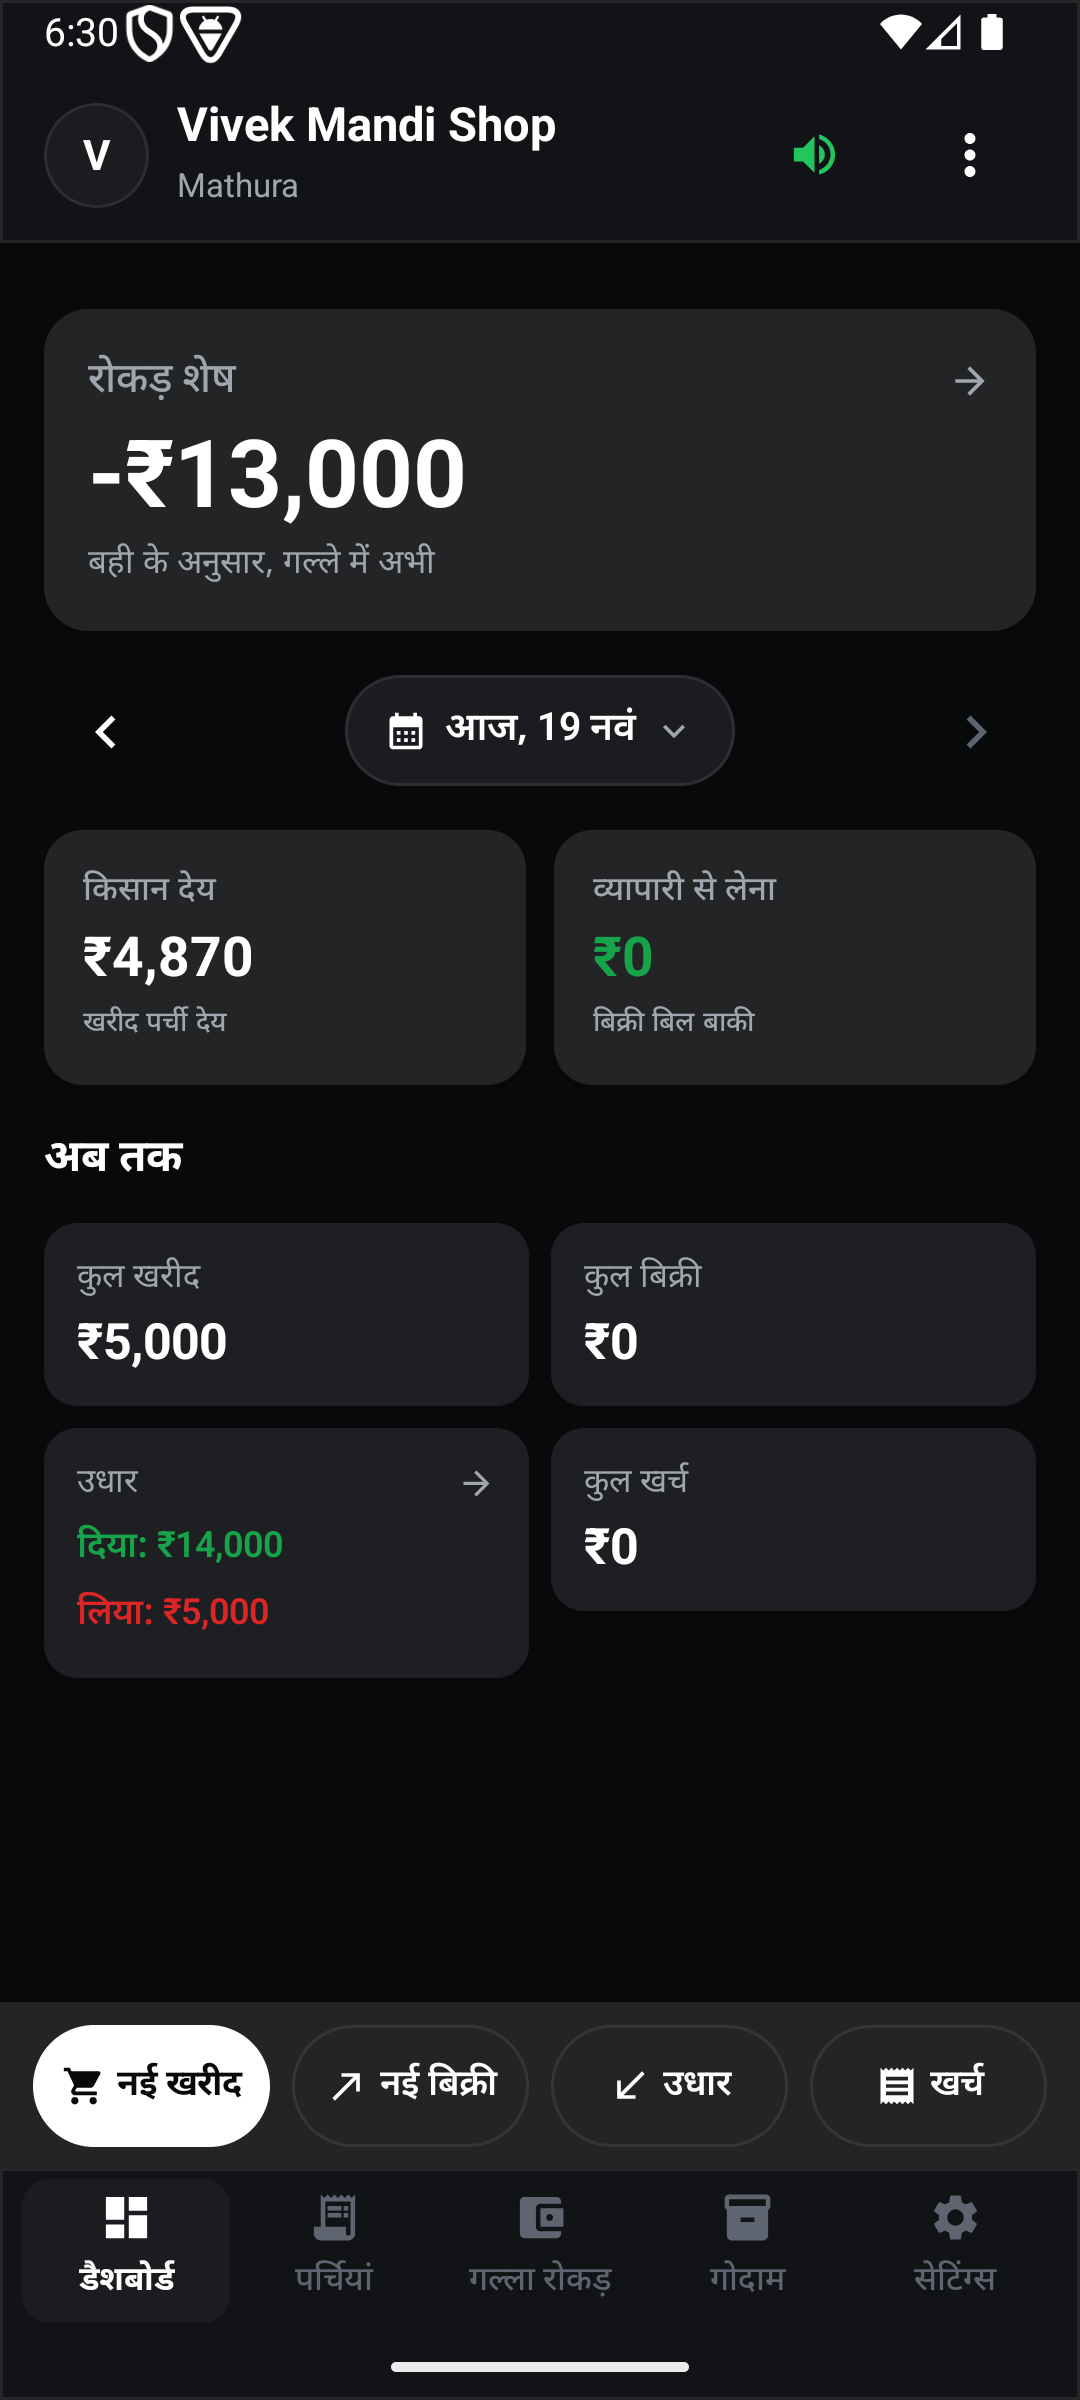 6:30
V
Vivek Mandi Shop
Mathura
रोकड़ शेष
-₹13,000
बही के अनुसार, गल्ले में अभी
आज, 19 नवं
किसान देय
₹4,870
खरीद पर्ची देय
व्यापारी से लेना
₹0
बिक्री बिल बाकी
अब तक
कुल खरीद
₹5,000
कुल बिक्री
₹0
उधार
दिया: ₹14,000
लिया: ₹5,000
कुल खर्च
₹0
नई खरीद
नई बिक्री
उधार
खर्च
डैशबोर्ड
पर्चियां
गल्ला रोकड़
गोदाम
सेटिंग्स